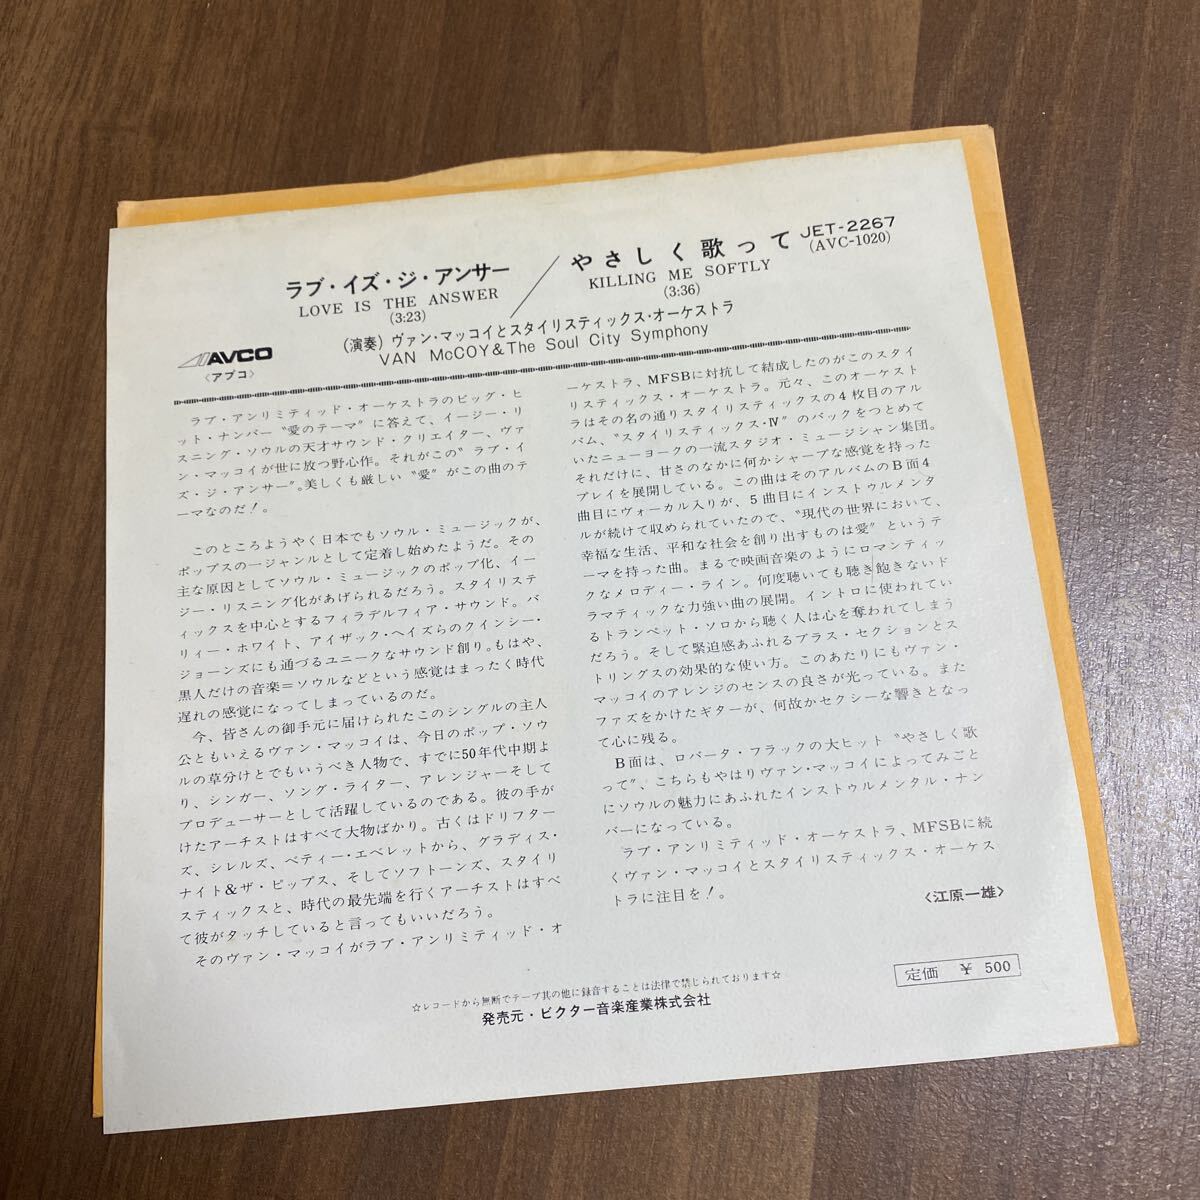 ラブ・イズ・ジ・アンサー
LOVE IS THE ANSWER
(3:23)
やさしく歌って
KILLING ME SOFTLY
(3:36)
JET-2267
(AVC-1020)
(演奏) ヴァン・マッコイとスタイリスティックス・オーケストラ
VAN McCOY & The Soul City Symphony
AVCO
〈アブコ〉
ラブ・アンリミティッド・オーケストラのビッグ・ヒ
ット・ナンバー〝愛のテーマ〟に答えて、イージー・リ
スニング・ソウルの天才サウンド・クリエイター、ヴァ
ン・マッコイが世に放つ野心作。それがこの〝ラブ・イ
ズ・ジ・アンサー〟。美しくも厳しい〝愛〟がこの曲のテ
ーマなのだ！。
このところようやく日本でもソウル・ミュージックが、
ポップスの一ジャンルとして定着し始めたようだ。その
主な原因としてソウル・ミュージックのポップ化、イー
ジー・リスニング化があげられるだろう。スタイリステ
ィックスを中心とするフィラデルフィア・サウンド。バ
リィー・ホワイト、アイザック・ヘイズらのクインシー・
ジョーンズにも通づるユニークなサウンド創り。もはや、
黒人だけの音楽＝ソウルなどという感覚はまったく時代
遅れの感覚になってしまっているのだ。
今、皆さんの御手元に届けられたこのシングルの主人
公ともいえるヴァン・マッコイは、今日のポップ・ソウ
ルの草分けとでもいうべき人物で、すでに50年代中期よ
り、シンガー、ソング・ライター、アレンジャーそして
プロデューサーとして活躍しているのである。彼の手が
けたアーチストはすべて大物ばかり。古くはドリフター
ズ、シレルズ、ベティー・エベレットから、グラディス・
ナイト&ザ・ピップス、そしてソフトーンズ、スタイリ
スティックスと、時代の最先端を行くアーチストはすべ
て彼がタッチしていると言ってもいいだろう。
そのヴァン・マッコイがラブ・アンリミティッド・オ
ーケストラ、MFSBに対抗して結成したのがこのスタイ
リスティックス・オーケストラ。元々、このオーケスト
ラはその名の通りスタイリスティックスの4枚目のアル
バム、〝スタイリスティックス・Ⅳ〟のバックをつとめて
いたニューヨークの一流スタジオ・ミュージシャン集団。
それだけに、甘さのなかに何かシャープな感覚を持った
プレイを展開している。この曲はそのアルバムのB面4
曲目にヴォーカル入りが、5曲目にインストゥルメンタ
ルが続けて収められていたので、〝現代の世界において、
幸福な生活、平和な社会を創り出すものは愛〟というテ
ーマを持った曲。まるで映画音楽のようにロマンティッ
クなメロディー・ライン。何度聴いても聴き飽きないド
ラマティックな力強い曲の展開。イントロに使われてい
るトランペット・ソロから聴く人は心を奪われてしまう
だろう。そして緊迫感あふれるブラス・セクションとス
トリングスの効果的な使い方。このあたりにもヴァン・
マッコイのアレンジのセンスの良さが光っている。また
ファズをかけたギターが、何故かセクシーな響きとなっ
て心に残る。
B面は、ロバータ・フラックの大ヒット〝やさしく歌
って〟、こちらもやはりヴァン・マッコイによってみごと
にソウルの魅力にあふれたインストゥルメンタル・ナン
バーになっている。
ラブ・アンリミティッド・オーケストラ、MFSBに続
くヴァン・マッコイとスタイリスティックス・オーケス
トラに注目を！。
〈江原一雄〉
定価 ¥ 500
☆レコードから無断でテープ其の他に録音することは法律で禁じられております☆
発売元・ビクター音楽産業株式会社